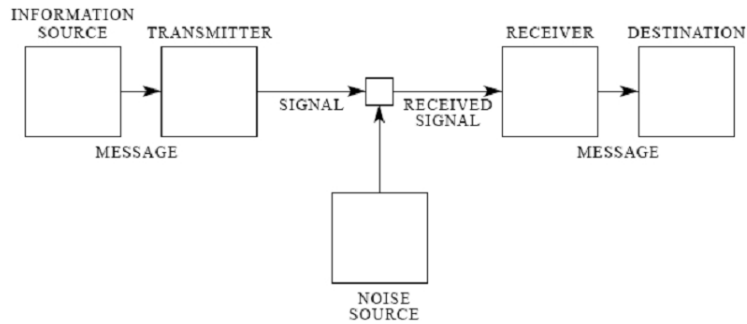 INFORMATION
SOURCE
TRANSMITTER
RECEIVER
DESTINATION
SIGNAL
RECEIVED
SIGNAL
MESSAGE
MESSAGE
NOISE
SOURCE